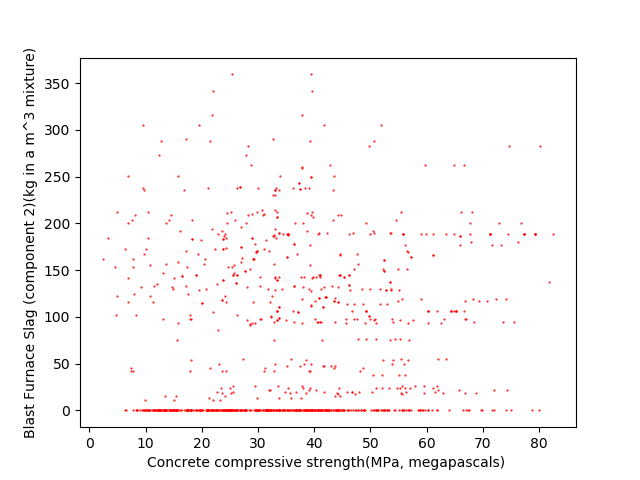 Blast Furnace Slag (component 2)(kg in a m^3 mixture)
350
300
250
200
150
100
50
0
0 10 20 30 40 50 60 70 80
Concrete compressive strength(MPa, megapascals)